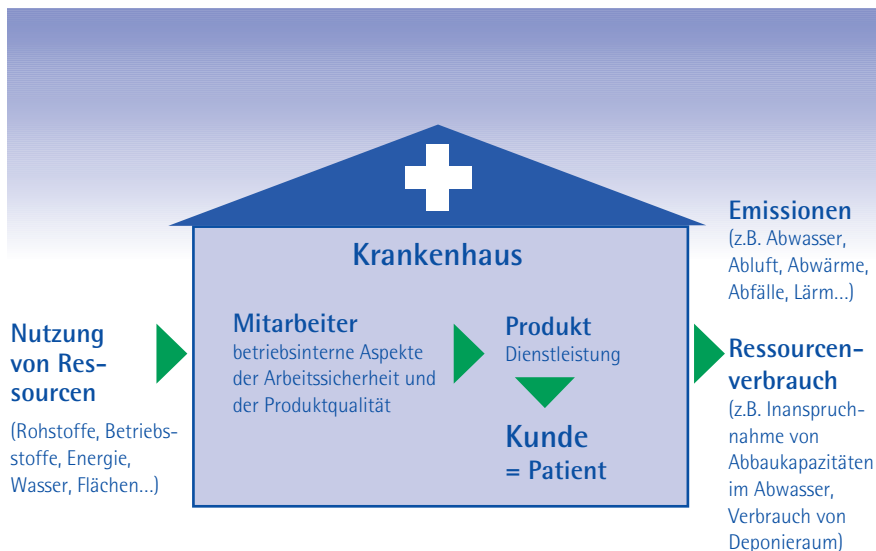 Krankenhaus
Nutzung
von Res-
sourcen
(Rohstoffe, Betriebs-
stoffe, Energie,
Wasser, Flächen...)
Mitarbeiter
betriebsinterne Aspekte
der Arbeitssicherheit und
der Produktqualität
Produkt
Dienstleistung
Kunde
= Patient
Emissionen
(z.B. Abwasser,
Abluft, Abwärme,
Abfälle, Lärm...)
Ressourcen-
verbrauch
(z.B. Inanspruch-
nahme von
Abbaukapazitäten
im Abwasser,
Verbrauch von
Deponieraum)